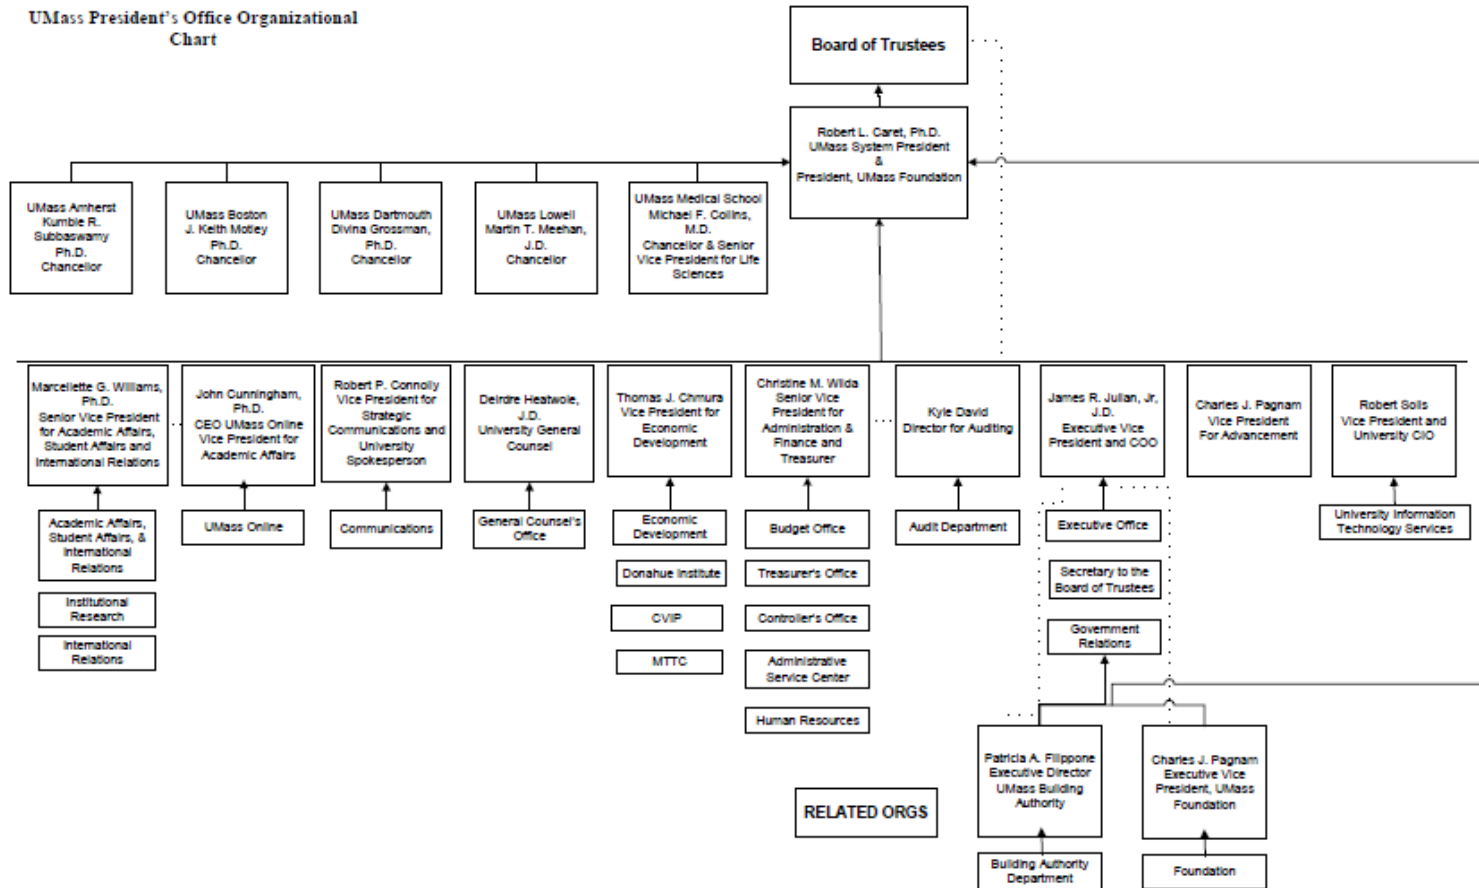 UMass President's Office Organizational
Chart
Board of Trustees
Robert L. Caret, Ph.D.
UMass System President
&
President, UMass Foundation
UMass Amherst
Kumble R.
Subbaswamy
Ph.D.
Chancellor
UMass Boston
J. Keith Motley
Ph.D.
Chancellor
UMass Dartmouth
Divina Grossman,
Ph.D.
Chancellor
UMass Lowell
Martin T. Meehan,
J.D.
Chancellor
UMass Medical School
Michael F. Collins,
M.D.
Chancellor & Senior
Vice President for Life
Sciences
Marcellette G. Williams,
Ph.D.
Senior Vice President
for Academic Affairs,
Student Affairs and
International Relations
John Cunningham,
Ph.D.
CEO UMass Online
Vice President for
Academic Affairs
Robert P. Connolly
Vice President for
Strategic
Communications and
University
Spokesperson
Deirdre Heatwole,
J.D.
University General
Counsel
Thomas J. Chmura
Vice President for
Economic
Development
Christine M. Wilda
Senior Vice
President for
Administration &
Finance and
Treasurer
Kyle David
Director for Auditing
James R. Julian, Jr,
J.D.
Executive Vice
President and COO
Charles J. Pagnam
Vice President
For Advancement
Robert Solis
Vice President and
University CIO
Academic Affairs,
Student Affairs, &
International
Relations
Institutional
Research
International
Relations
UMass Online
Communications
General Counsel's
Office
Economic
Development
Donahue Institute
CVIP
MTTC
Budget Office
Treasurer's Office
Controller's Office
Administrative
Service Center
Human Resources
Audit Department
Executive Office
Secretary to the
Board of Trustees
Government
Relations
University Information
Technology Services
Patricia A. Filippone
Executive Director
UMass Building
Authority
Charles J. Pagnam
Executive Vice
President, UMass
Foundation
RELATED ORGS
Building Authority
Department
Foundation